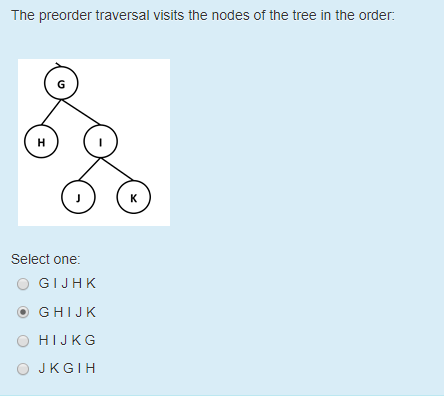 The preorder traversal visits the nodes of the tree in the order:
G
H
I
J
K
Select one:
G I J H K
G H I J K
H I J K G
J K G I H